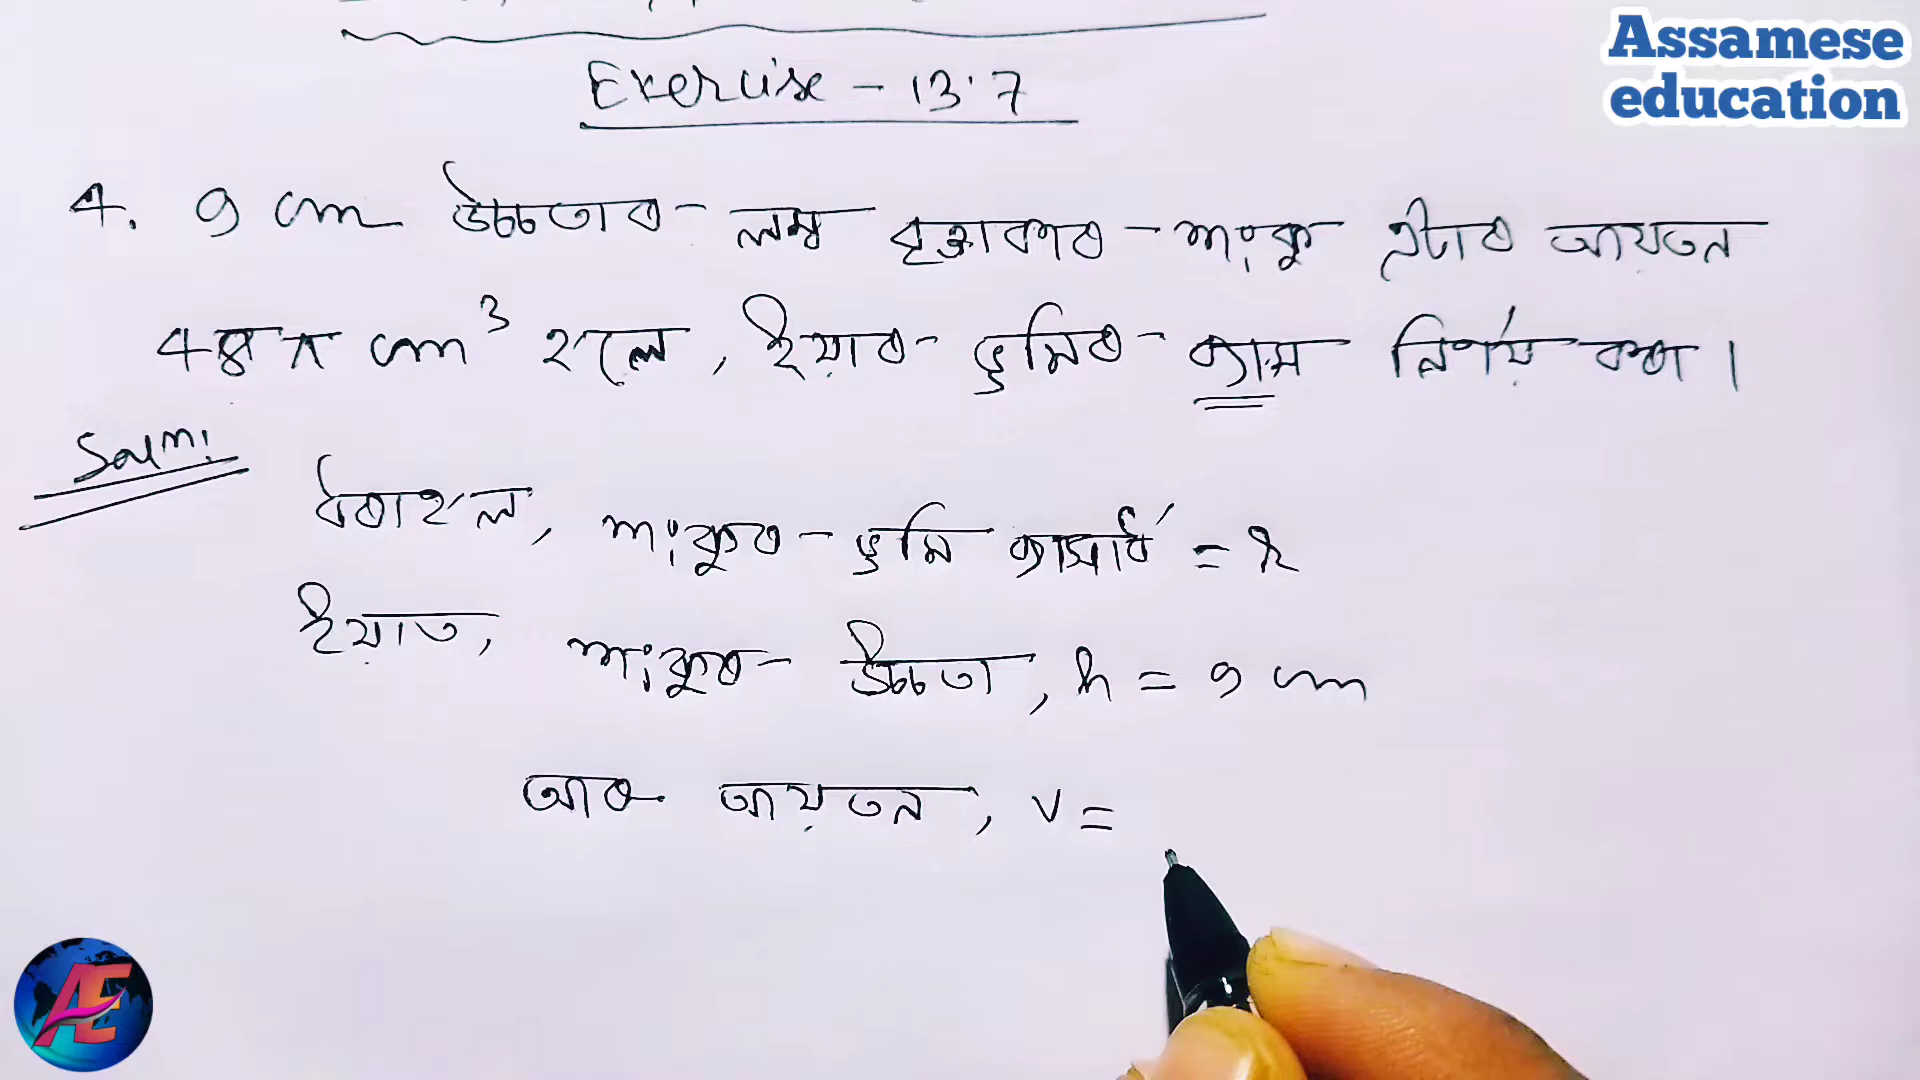 Assamese
education
Exercise - 13.7
4. 9 cm উচ্চতাৰ লম্ব বৃত্তাকাৰ শংকু এটাৰ আয়তন
48π cm³ হ'লে, ইয়াৰ ভূমিৰ ব্যাস নিৰ্ণয় কৰা।
Solⁿ:
ধৰাহ'ল, শংকুৰ ভূমি ব্যাসাৰ্ধ = r
ইয়াত, শংকুৰ উচ্চতা, h = 9 cm
আৰু আয়তন, v =
AE